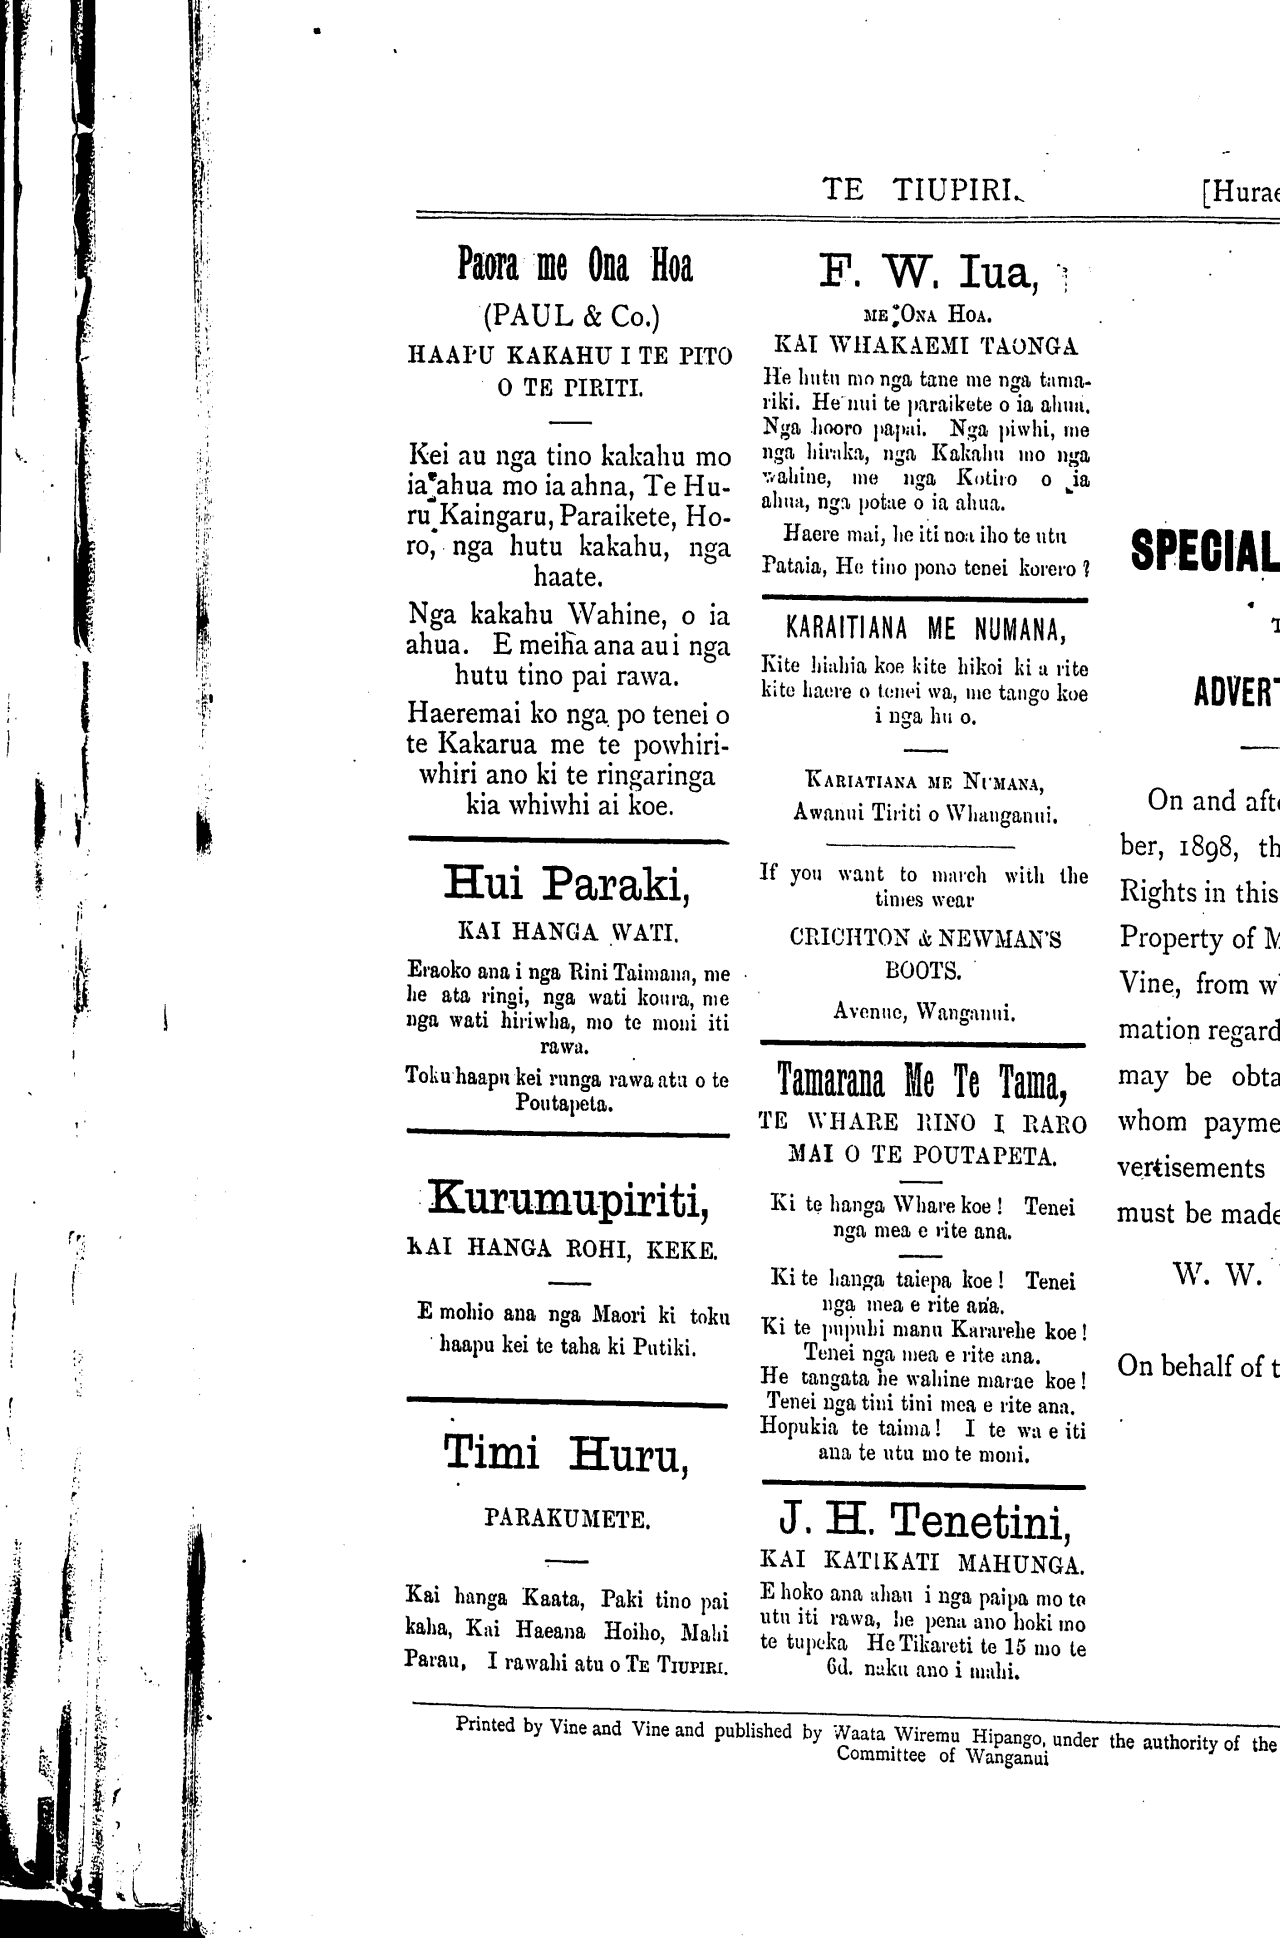 TE TIUPIRI.
[Hurae
Paora me Ona Hoa
(PAUL & Co.)
HAAPU KAKAHU I TE PITO
O TE PIRITI.
Kei au nga tino kakahu mo
ia ahua mo ia ahna, Te Hu-
ru Kaingaru, Paraikete, Ho-
ro, nga hutu kakahu, nga
haate.
Nga kakahu Wahine, o ia
ahua. E meiha ana au i nga
hutu tino pai rawa.
Haeremai ko nga po tenei o
te Kakarua me te powhiri-
whiri ano ki te ringaringa
kia whiwhi ai koe.
Hui Paraki,
KAI HANGA WATI.
Eraoko ana i nga Rini Taimana, me
he ata ringi, nga wati koura, me
nga wati hiriwha, mo te moni iti
rawa.
Toku haapu kei runga rawa atu o te
Poutapeta.
Kurumupiriti,
KAI HANGA ROHI, KEKE.
E mohio ana nga Maori ki toku
haapu kei te taha ki Putiki.
Timi Huru,
PARAKUMETE.
Kai hanga Kaata, Paki tino pai
kaha, Kai Haeana Hoiho, Mahi
Parau, I rawahi atu o TE TIUPIRI.
F. W. Iua,
ME ONA HOA.
KAI WHAKAEMI TAONGA
He hutu mo nga tane me nga tama-
riki. He nui te paraikete o ia ahua.
Nga hooro papai. Nga piwhi, me
nga hiraka, nga Kakahu mo nga
wahine, me nga Kotiro o ia
ahua, nga potae o ia ahua.
Haere mai, he iti noa iho te utu
Pataia, He tino pono tenei korero?
KARAITIANA ME NUMANA,
Kite hiahia koe kite hikoi ki a rite
kite haere o tenei wa, me tango koe
i nga hu o.
KARIATIANA ME NUMANA,
Awanui Tiriti o Whanganui.
If you want to march with the
times wear
CRICHTON & NEWMAN'S
BOOTS.
Avenue, Wanganui.
Tamarana Me Te Tama,
TE WHARE RINO I RARO
MAI O TE POUTAPETA.
Ki te hanga Whare koe! Tenei
nga mea e rite ana.
Ki te hanga taiepa koe! Tenei
nga mea e rite ana.
Ki te pupuhi manu Kararehe koe!
Tenei nga mea e rite ana.
He tangata he wahine marae koe!
Tenei nga tini tini mea e rite ana.
Hopukia te taima! I te wa e iti
ana te utu mo te moni.
J. H. Tenetini,
KAI KATIKATI MAHUNGA.
E hoko ana ahau i nga paipa mo te
utu iti rawa, he pena ano hoki mo
te tupeka He Tikareti te 15 mo te
6d. naku ano i mahi.
SPECIAL
T
ADVERT
On and afte
ber, 1898, th
Rights in this
Property of M
Vine, from w
mation regard
may be obta
whom payme
vertisements
must be made
W. W.
On behalf of t
Printed by Vine and Vine and published by Waata Wiremu Hipango, under the authority of the
Committee of Wanganui